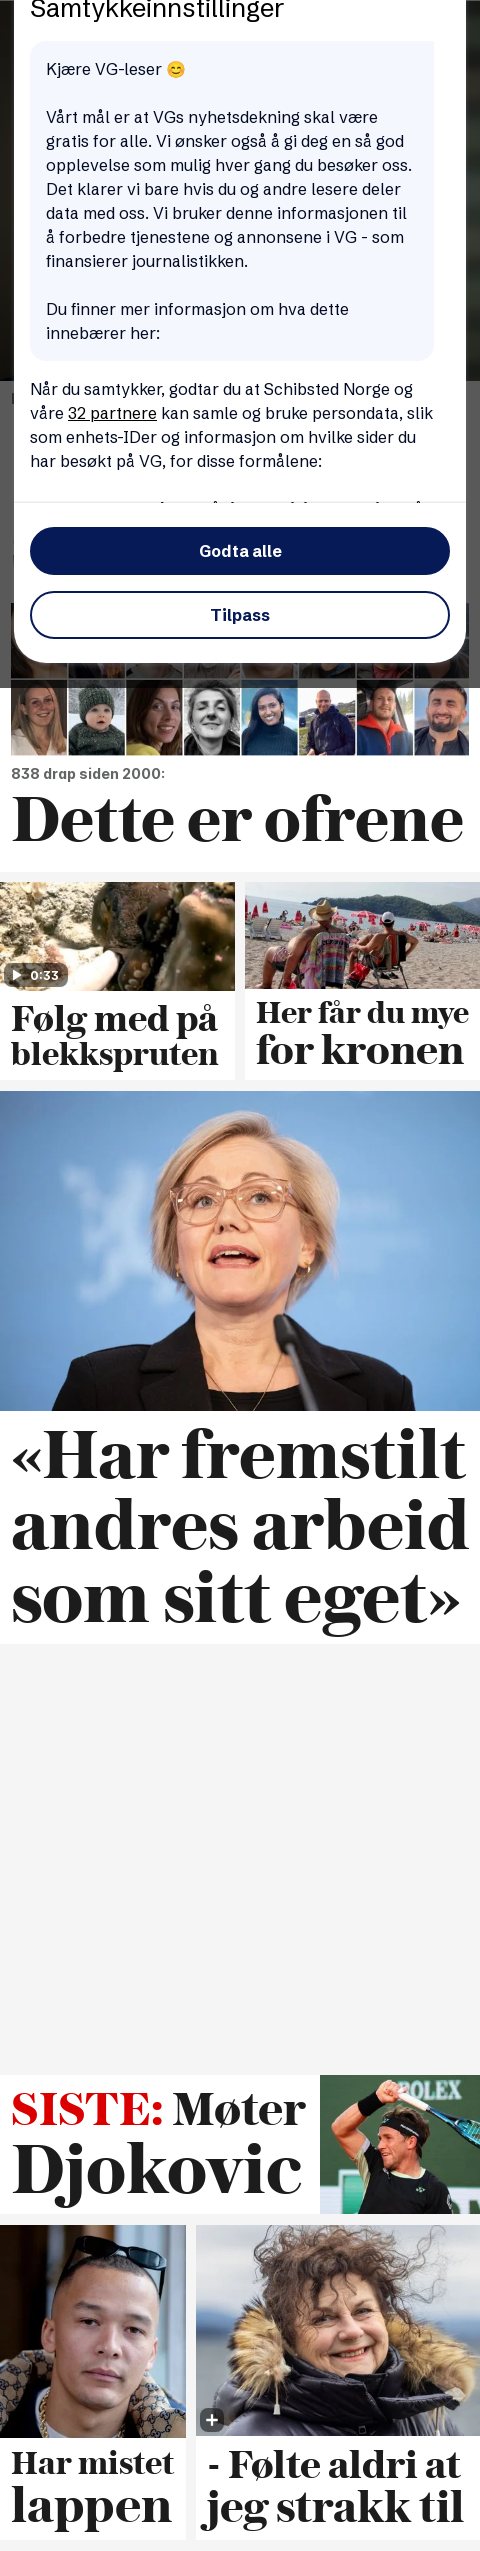 Samtykkeinnstillinger
Kjære VG-leser 😊
Vårt mål er at VGs nyhetsdekning skal være
gratis for alle. Vi ønsker også å gi deg en så god
opplevelse som mulig hver gang du besøker oss.
Det klarer vi bare hvis du og andre lesere deler
data med oss. Vi bruker denne informasjonen til
å forbedre tjenestene og annonsene i VG - som
finansierer journalistikken.
Du finner mer informasjon om hva dette
innebærer her:
Når du samtykker, godtar du at Schibsted Norge og
våre 32 partnere kan samle og bruke persondata, slik
som enhets-IDer og informasjon om hvilke sider du
har besøkt på VG, for disse formålene:
Godta alle
Tilpass
838 drap siden 2000:
Dette er ofrene
0:33
Følg med på
blekkspruten
Her får du mye
for kronen
«Har fremstilt
andres arbeid
som sitt eget»
SISTE: Møter
Djokovic
ROLEX
Har mistet
lappen
- Følte aldri at
jeg strakk til